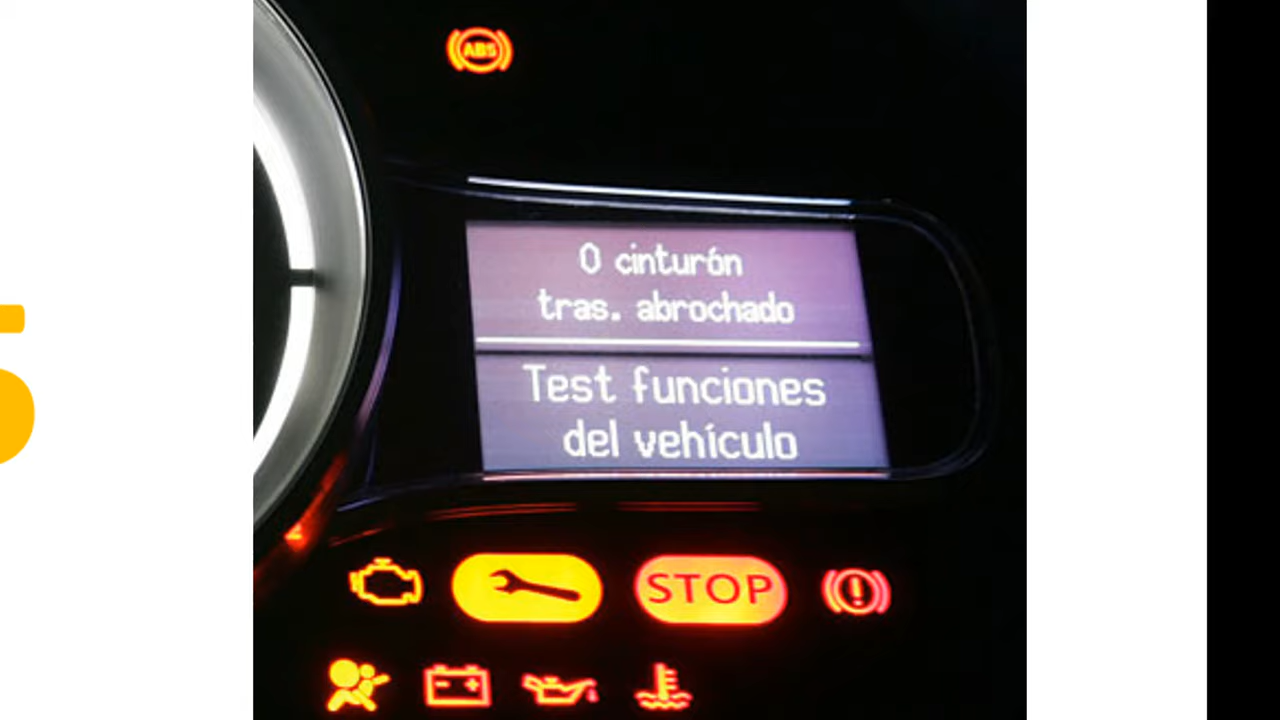 ABS
0 cinturón
tras. abrochado
Test funciones
del vehículo
STOP